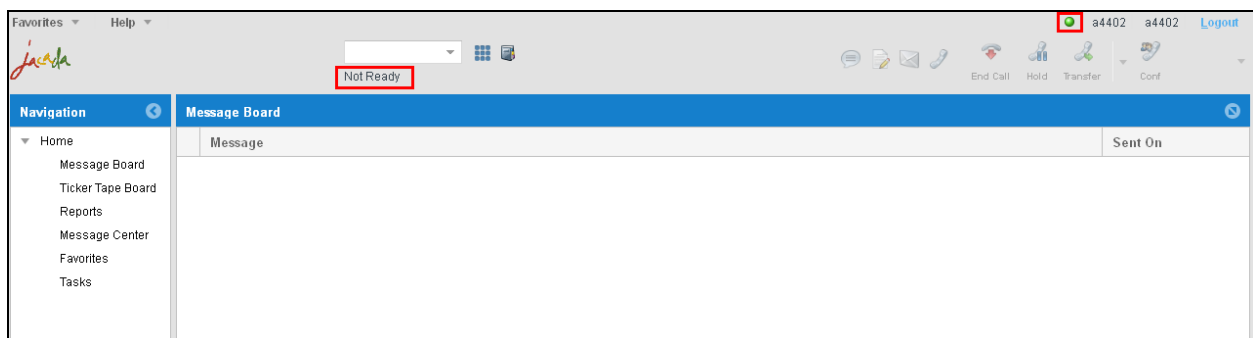 Favorites Help a4402 a4402 Logout
jacada
Not Ready
End Call Hold Transfer Conf
Navigation Message Board
Home Message Sent On
Message Board
Ticker Tape Board
Reports
Message Center
Favorites
Tasks